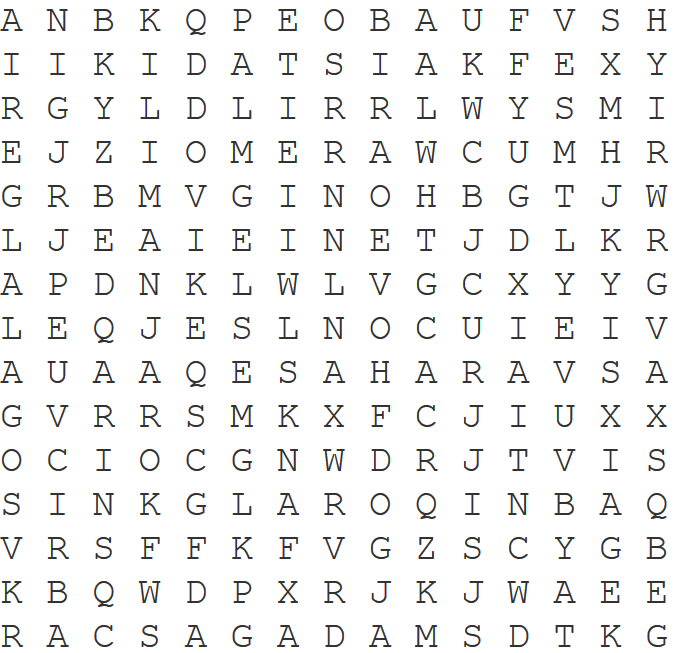 A N B K Q P E O B A U F V S H
I I K I D A T S I A K F E X Y
R G Y L D L I R R L W Y S M I
E J Z I O M E R A W C U M H R
G R B M V G I N O H B G T J W
L J E A I E I N E T J D L K R
A P D N K L W L V G C X Y Y G
L E Q J E S L N O C U I E I V
A U A A Q E S A H A R A V S A
G V R R S M K X F C J I U X X
O C I O C G N W D R J T V I S
S I N K G L A R O Q I N B A Q
V R S F F K F V G Z S C Y G B
K B Q W D P X R J K J W A E E
R A C S A G A D A M S D T K G